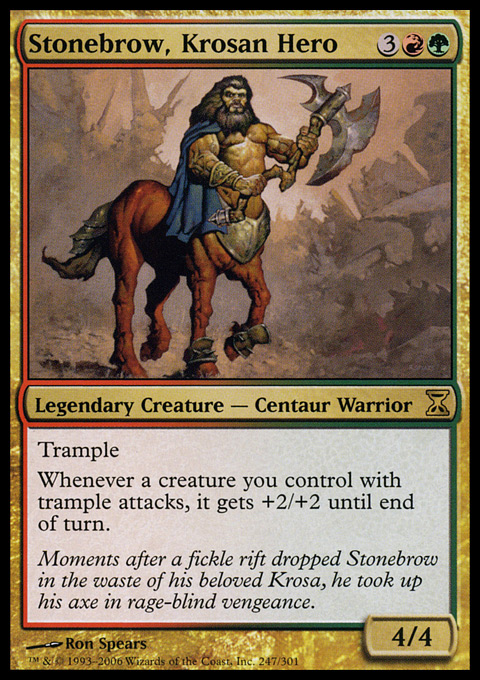 Stonebrow, Krosan Hero 3
Legendary Creature — Centaur Warrior
Trample
Whenever a creature you control with
trample attacks, it gets +2/+2 until end
of turn.
Moments after a fickle rift dropped Stonebrow
in the waste of his beloved Krosa, he took up
his axe in rage-blind vengeance.
4/4
Ron Spears
™ & © 1993–2006 Wizards of the Coast, Inc. 247/301